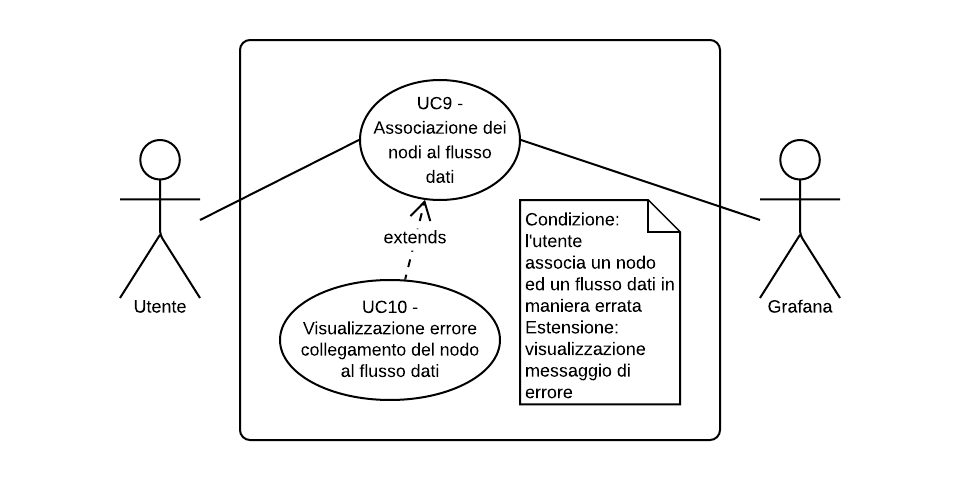 UC9 -
Associazione dei
nodi al flusso
dati
Utente
Grafana
extends
Condizione:
l'utente
associa un nodo
ed un flusso dati in
maniera errata
Estensione:
visualizzazione
messaggio di
errore
UC10 -
Visualizzazione errore
collegamento del nodo
al flusso dati